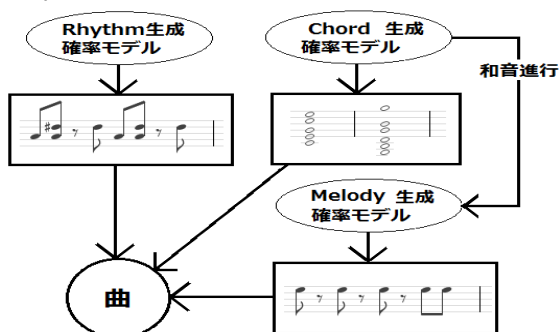 Rhythm生成
確率モデル
Chord 生成
確率モデル
和音進行
Melody 生成
確率モデル
曲